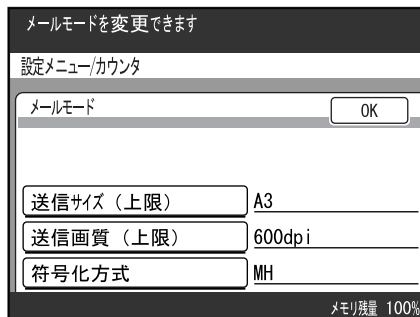 メールモードを変更できます
設定メニュー/カウンタ
メールモード
OK
送信サイズ（上限） A3
送信画質（上限） 600dpi
符号化方式 MH
メモリ残量 100%